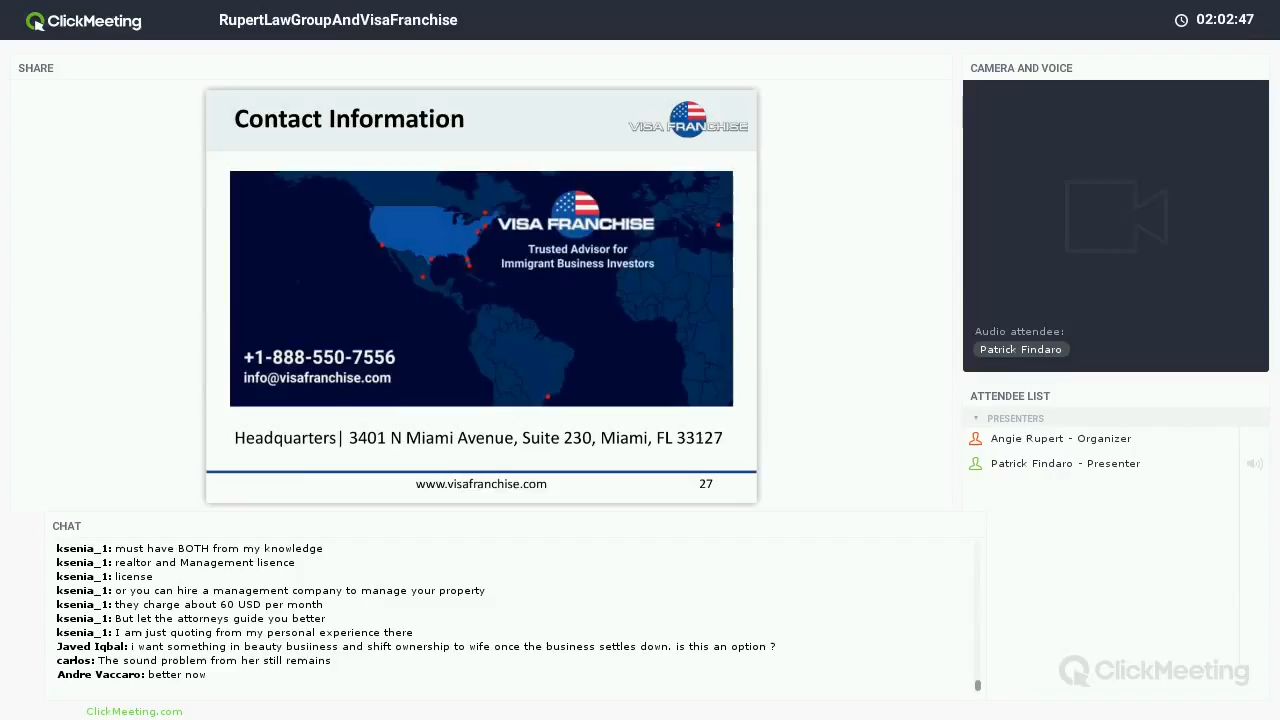 ClickMeeting
RupertLawGroupAndVisaFranchise
02:02:47
SHARE
Contact Information
VISA FRANCHISE
VISA FRANCHISE
Trusted Advisor for
Immigrant Business Investors
+1-888-550-7556
info@visafranchise.com
Headquarters| 3401 N Miami Avenue, Suite 230, Miami, FL 33127
www.visafranchise.com
27
CAMERA AND VOICE
Audio attendee:
Patrick Findaro
ATTENDEE LIST
PRESENTERS
Angie Rupert - Organizer
Patrick Findaro - Presenter
CHAT
ksenia_1: must have BOTH from my knowledge
ksenia_1: realtor and Management lisence
ksenia_1: license
ksenia_1: or you can hire a management company to manage your property
ksenia_1: they charge about 60 USD per month
ksenia_1: But let the attorneys guide you better
ksenia_1: I am just quoting from my personal experience there
Javed Iqbal: i want something in beauty busiiness and shift ownership to wife once the business settles down. is this an option ?
carlos: The sound problem from her still remains
Andre Vaccaro: better now
ClickMeeting
ClickMeeting.com